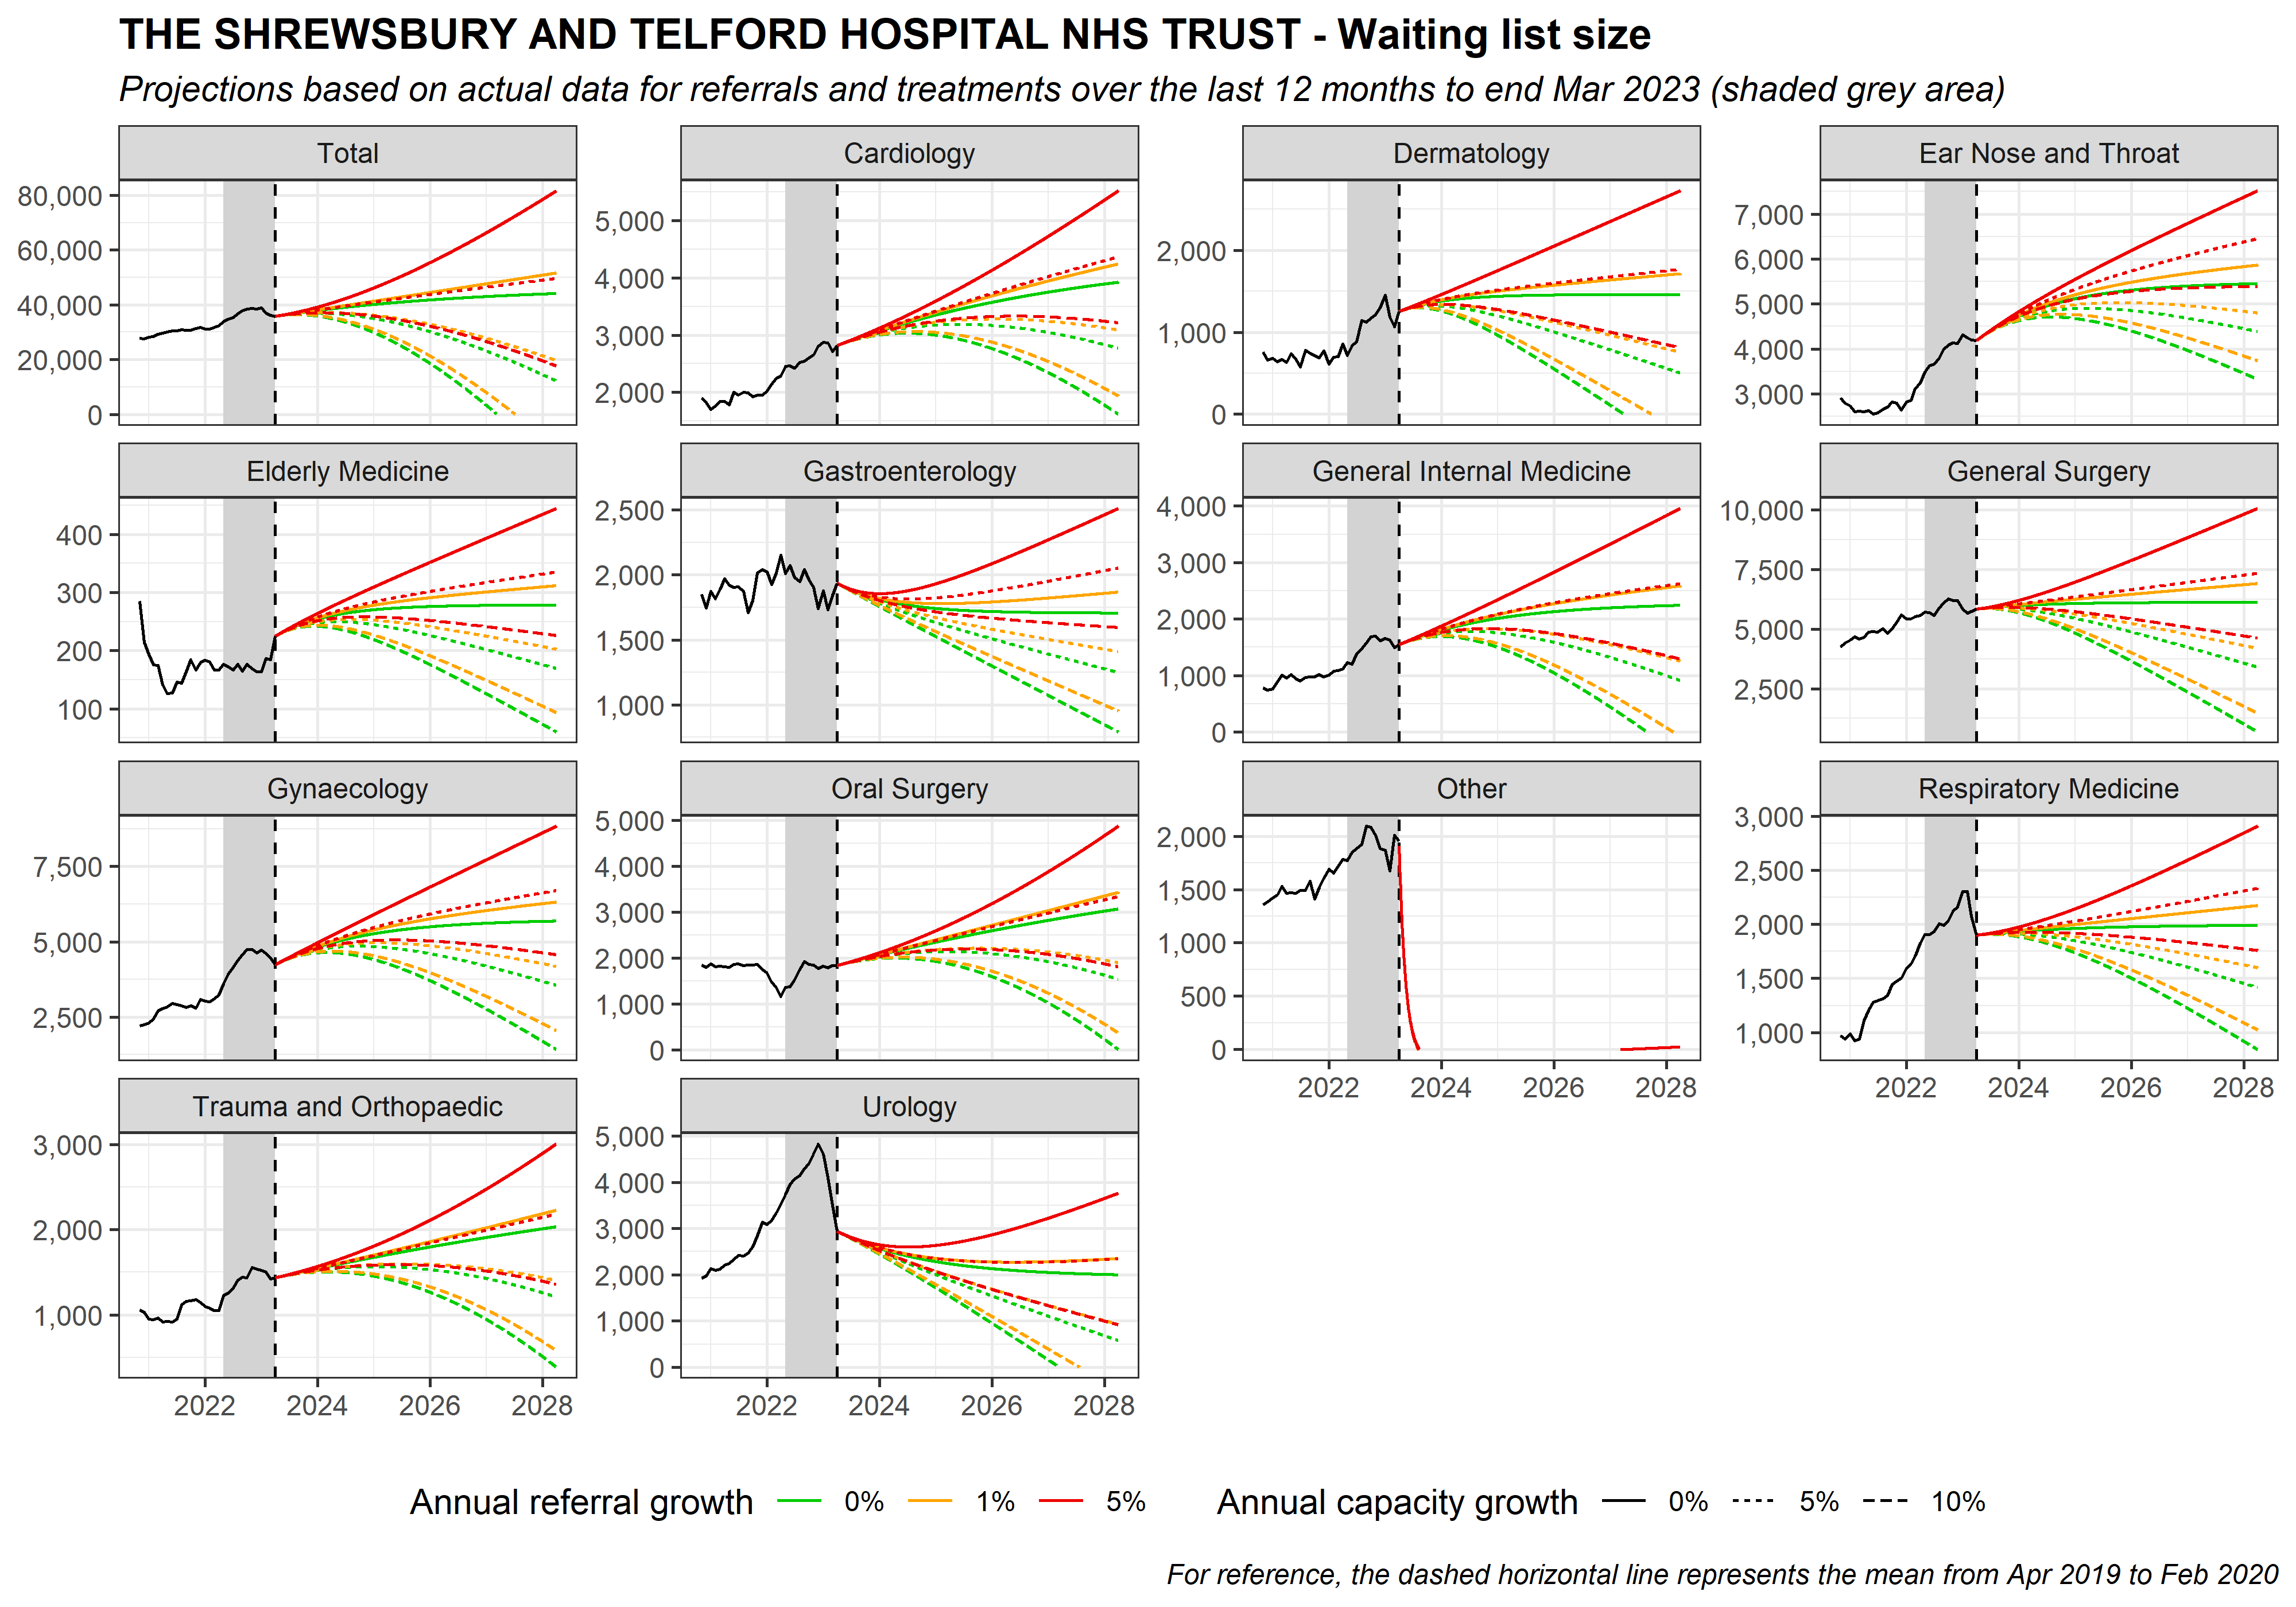 THE SHREWSBURY AND TELFORD HOSPITAL NHS TRUST - Waiting list size
Projections based on actual data for referrals and treatments over the last 12 months to end Mar 2023 (shaded grey area)
Total
80,000
60,000
40,000
20,000
0
Cardiology
5,000
4,000
3,000
2,000
Dermatology
2,000
1,000
0
Ear Nose and Throat
7,000
6,000
5,000
4,000
3,000
Elderly Medicine
400
300
200
100
Gastroenterology
2,500
2,000
1,500
1,000
General Internal Medicine
4,000
3,000
2,000
1,000
0
General Surgery
10,000
7,500
5,000
2,500
Gynaecology
7,500
5,000
2,500
Oral Surgery
5,000
4,000
3,000
2,000
1,000
0
Other
2,000
1,500
1,000
500
0
2022 2024 2026 2028
Respiratory Medicine
3,000
2,500
2,000
1,500
1,000
2022 2024 2026 2028
Trauma and Orthopaedic
3,000
2,000
1,000
2022 2024 2026 2028
Urology
5,000
4,000
3,000
2,000
1,000
0
2022 2024 2026 2028
Annual referral growth 0% 1% 5% Annual capacity growth 0% 5% 10%
For reference, the dashed horizontal line represents the mean from Apr 2019 to Feb 2020